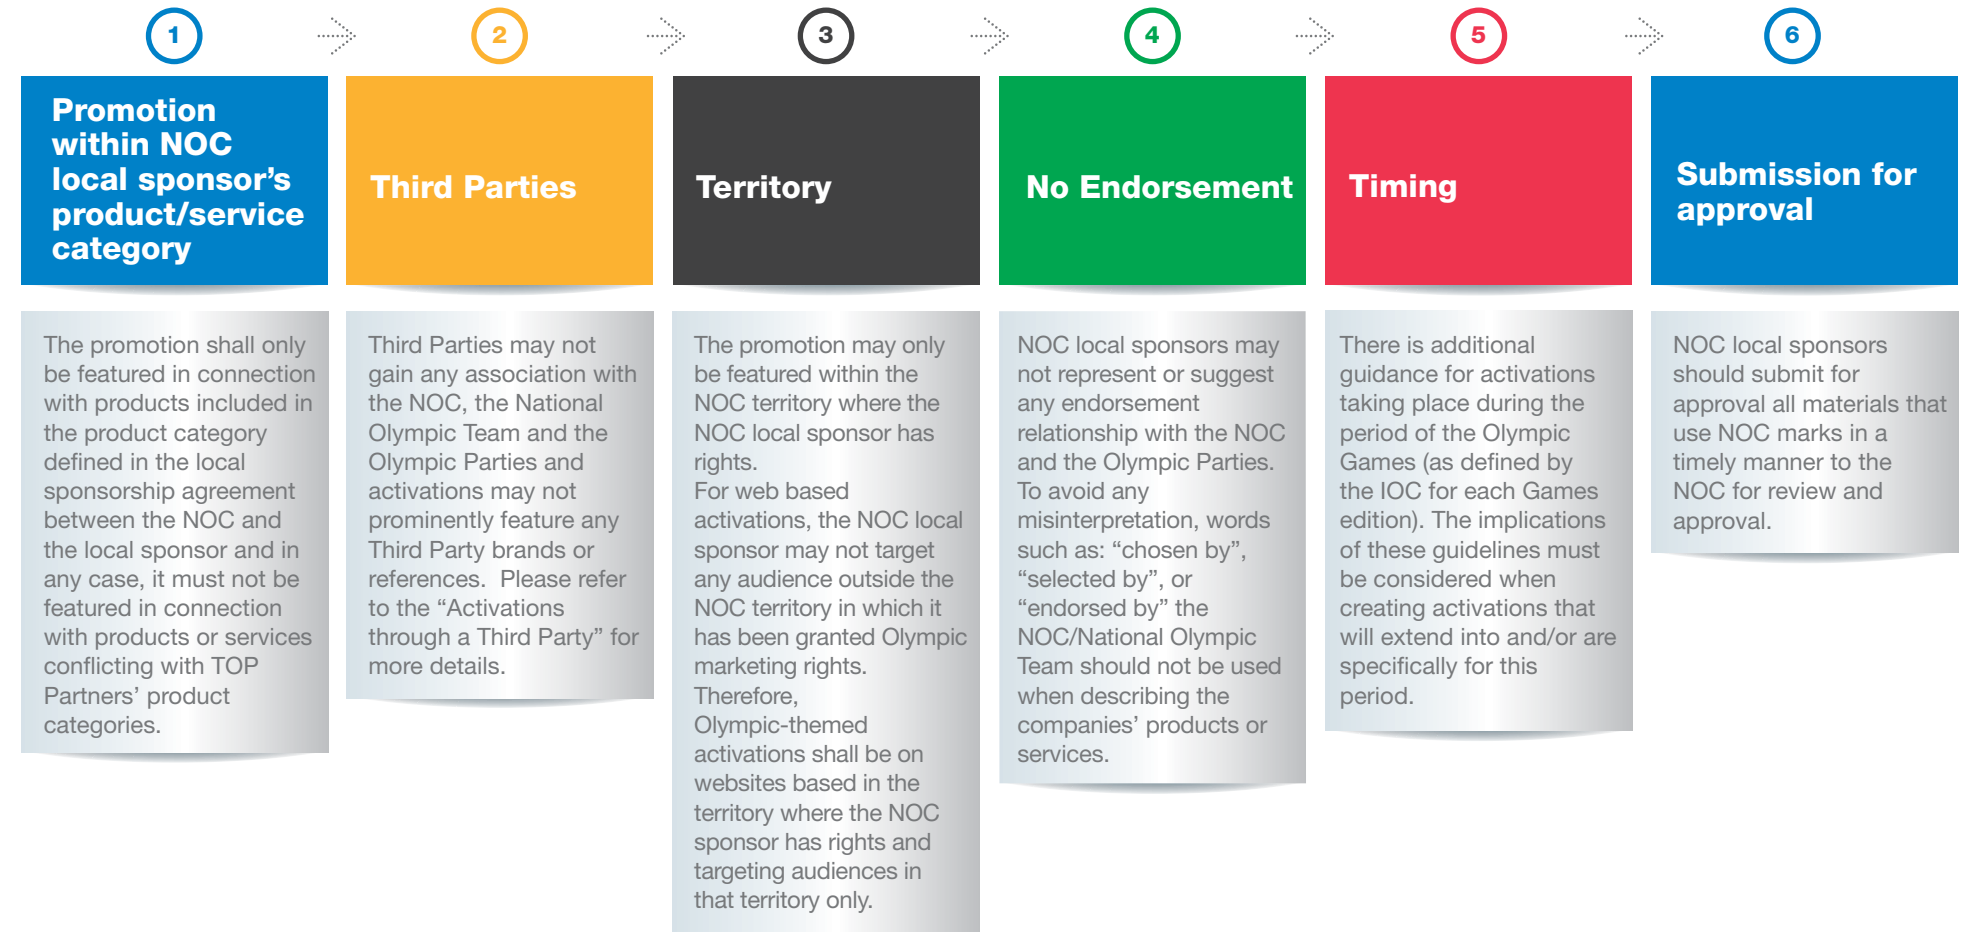 1
2
3
4
5
6
Promotion
within NOC
local sponsor’s
product/service
category
Third Parties
Territory
No Endorsement
Timing
Submission for
approval
The promotion shall only
be featured in connection
with products included in
the product category
defined in the local
sponsorship agreement
between the NOC and
the local sponsor and in
any case, it must not be
featured in connection
with products or services
conflicting with TOP
Partners’ product
categories.
Third Parties may not
gain any association with
the NOC, the National
Olympic Team and the
Olympic Parties and
activations may not
prominently feature any
Third Party brands or
references.  Please refer
to the “Activations
through a Third Party” for
more details.
The promotion may only
be featured within the
NOC territory where the
NOC local sponsor has
rights.
For web based
activations, the NOC local
sponsor may not target
any audience outside the
NOC territory in which it
has been granted Olympic
marketing rights.
Therefore,
Olympic-themed
activations shall be on
websites based in the
territory where the NOC
sponsor has rights and
targeting audiences in
that territory only.
NOC local sponsors may
not represent or suggest
any endorsement
relationship with the NOC
and the Olympic Parties.
To avoid any
misinterpretation, words
such as: “chosen by”,
“selected by”, or
“endorsed by” the
NOC/National Olympic
Team should not be used
when describing the
companies’ products or
services.
There is additional
guidance for activations
taking place during the
period of the Olympic
Games (as defined by
the IOC for each Games
edition). The implications
of these guidelines must
be considered when
creating activations that
will extend into and/or are
specifically for this
period.
NOC local sponsors
should submit for
approval all materials that
use NOC marks in a
timely manner to the
NOC for review and
approval.